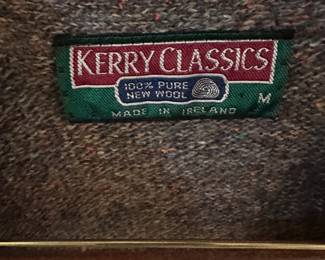 KERRY CLASSICS
100% PURE
NEW WOOL
M
MADE IN IRELAND